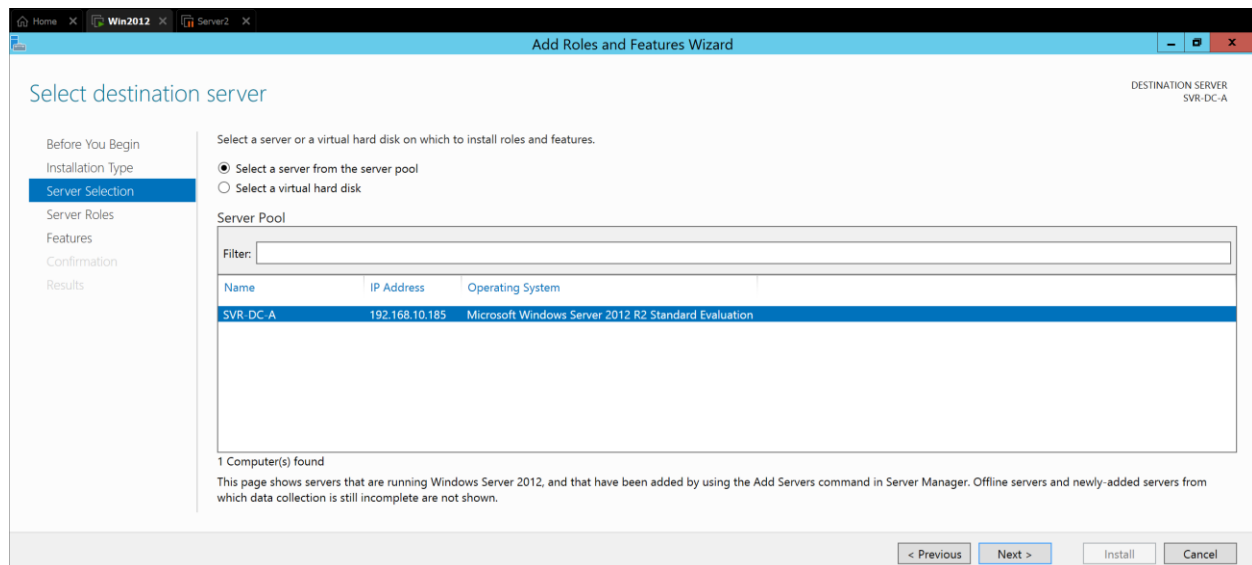 Home Win2012 Server2
Add Roles and Features Wizard
Select destination server
DESTINATION SERVER
SVR-DC-A
Before You Begin
Installation Type
Server Selection
Server Roles
Features
Confirmation
Results
Select a server or a virtual hard disk on which to install roles and features.
Select a server from the server pool
Select a virtual hard disk
Server Pool
Filter:
Name IP Address Operating System
SVR-DC-A 192.168.10.185 Microsoft Windows Server 2012 R2 Standard Evaluation
1 Computer(s) found
This page shows servers that are running Windows Server 2012, and that have been added by using the Add Servers command in Server Manager. Offline servers and newly-added servers from
which data collection is still incomplete are not shown.
< Previous Next > Install Cancel